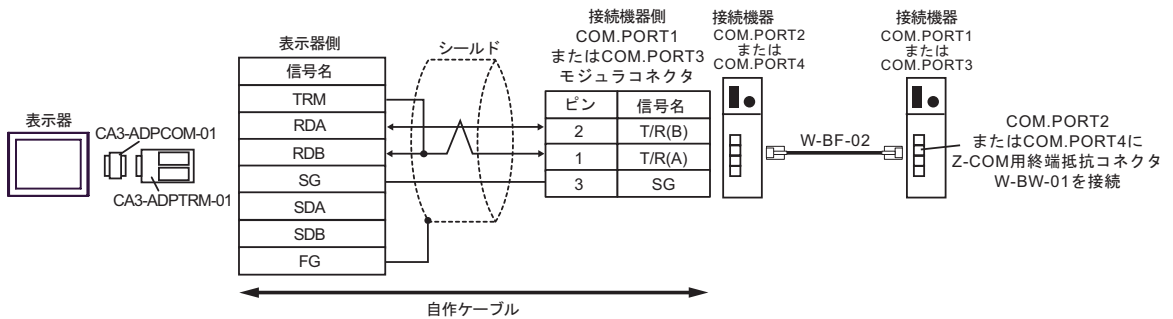 表示器
CA3-ADPCOM-01
CA3-ADPTRM-01
表示器側
信号名
TRM
RDA
RDB
SG
SDA
SDB
FG
シールド
接続機器側
COM.PORT1
またはCOM.PORT3
モジュラコネクタ
ピン 信号名
2 T/R(B)
1 T/R(A)
3 SG
自作ケーブル
接続機器
COM.PORT2
または
COM.PORT4
W-BF-02
接続機器
COM.PORT1
または
COM.PORT3
COM.PORT2
またはCOM.PORT4に
Z-COM用終端抵抗コネクタ
W-BW-01を接続